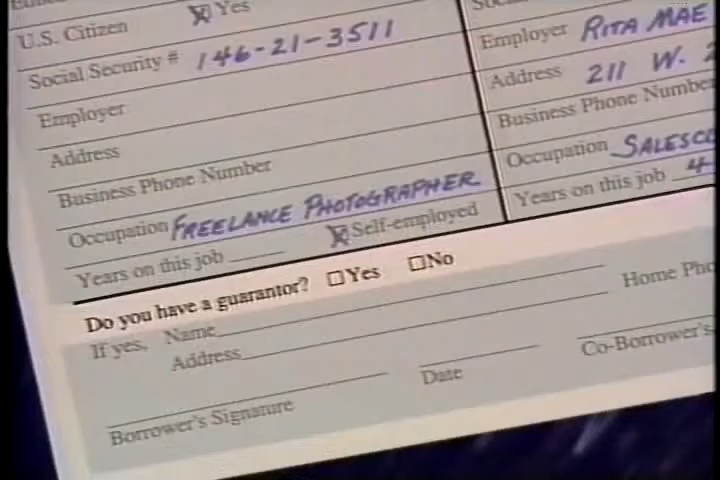 Yes
U.S. Citizen
Social Security # 146-21-3511
Employer
Address
Business Phone Number
Occupation FREELANCE PHOTOGRAPHER
Self-employed
Years on this job
Employer RITA MAE
Address 211 W.
Business Phone Number
Occupation SALESC
Years on this job 4
Do you have a guarantor? Yes No
If yes, Name
Address
Home Pho
Borrower's Signature
Date
Co-Borrower's